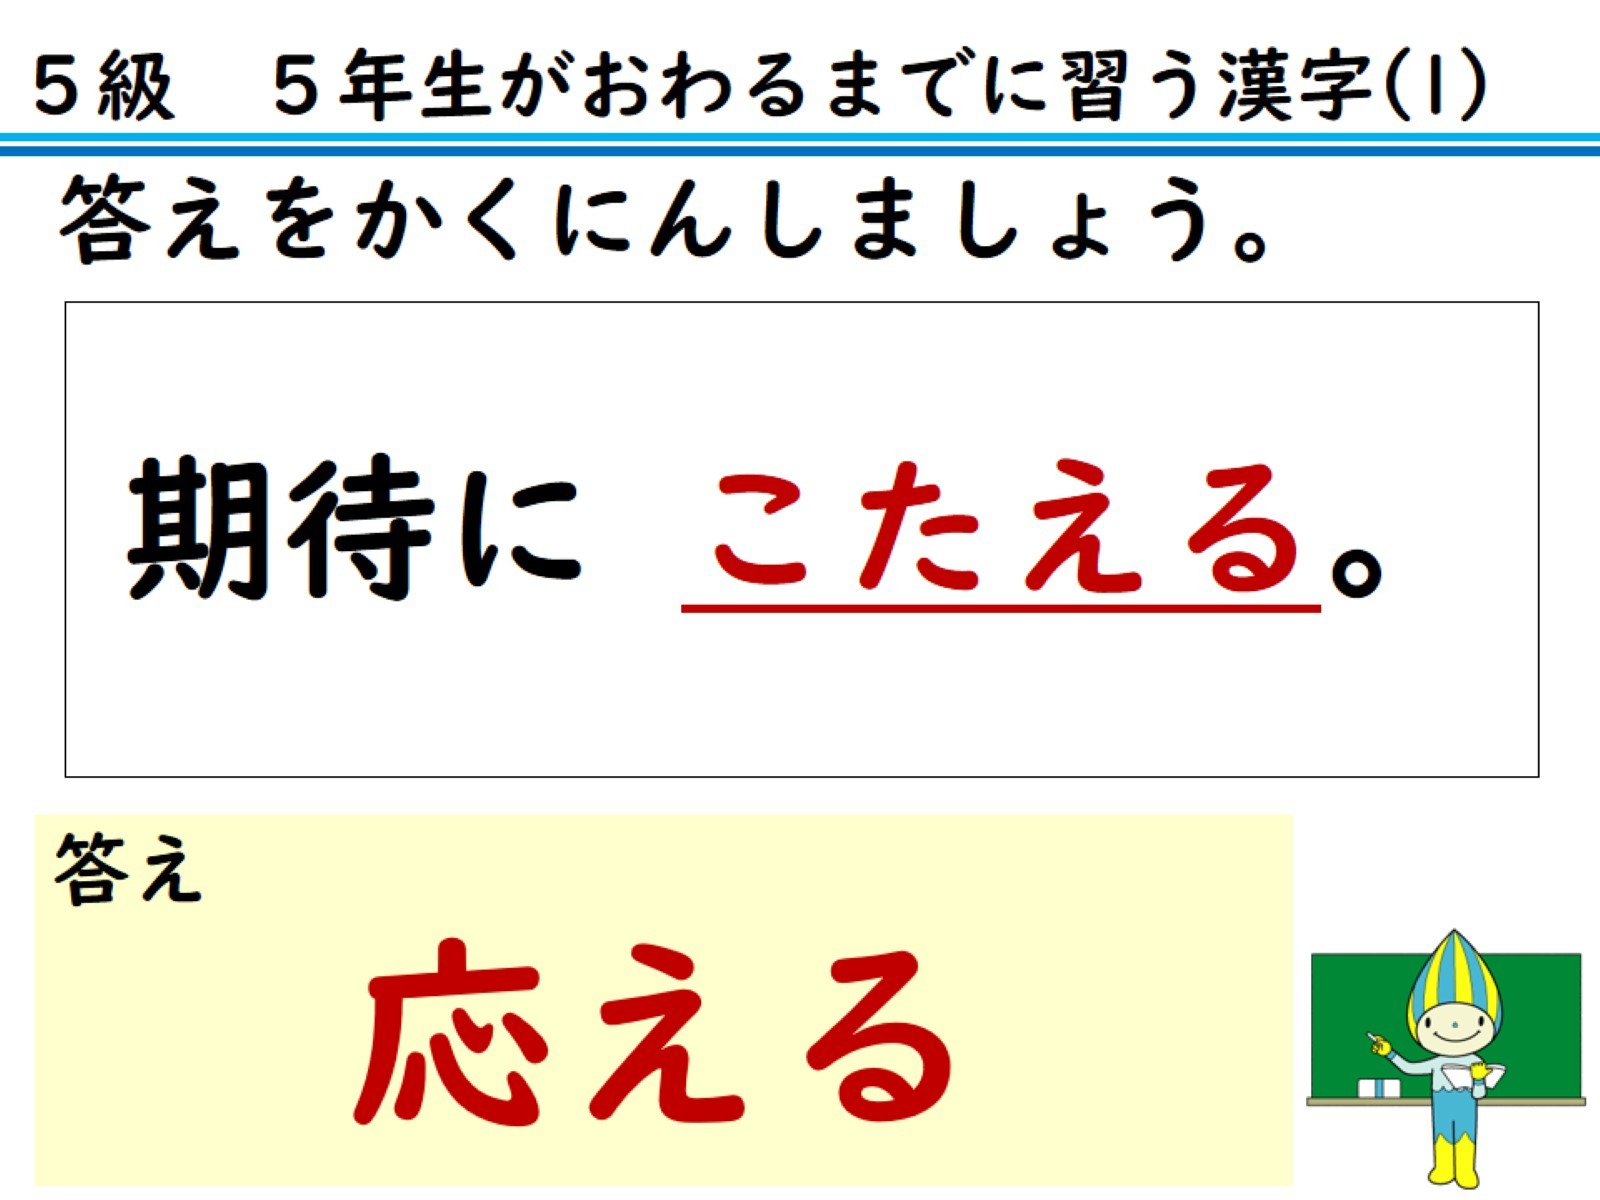 ５級　５年生がおわるまでに習う漢字(1)
答えをかくにんしましょう。
期待に　こたえる。
答え
応える